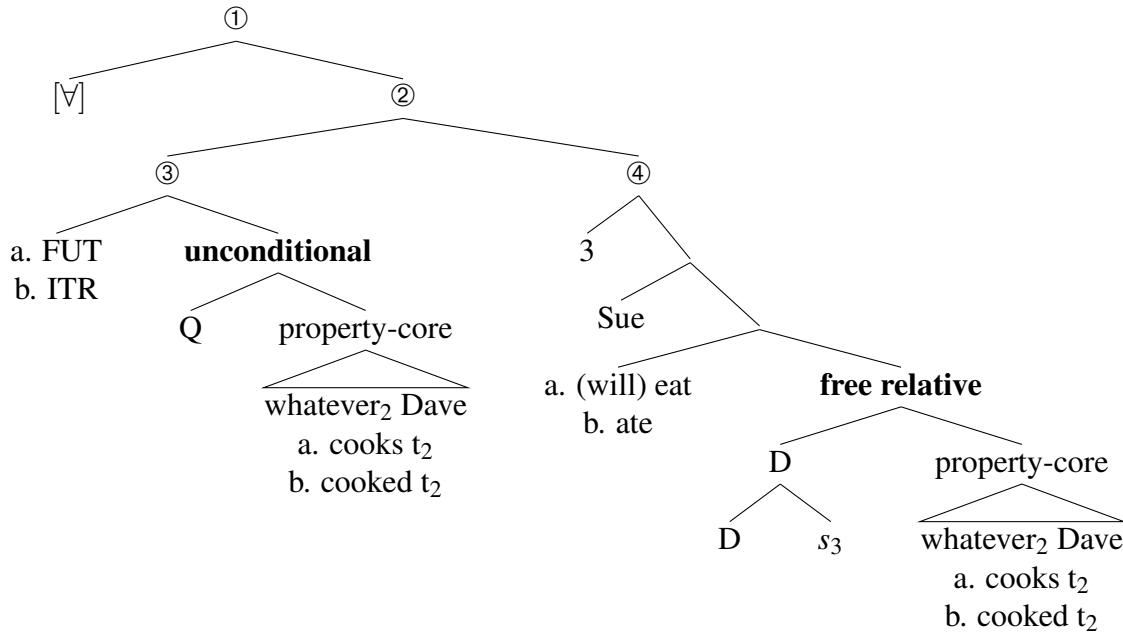 ①
[∀]
②
③
④
a. FUT
b. ITR
unconditional
3
Q
property-core
Sue
whatever₂ Dave
a. cooks t₂
b. cooked t₂
a. (will) eat
b. ate
free relative
D
property-core
D
s₃
whatever₂ Dave
a. cooks t₂
b. cooked t₂